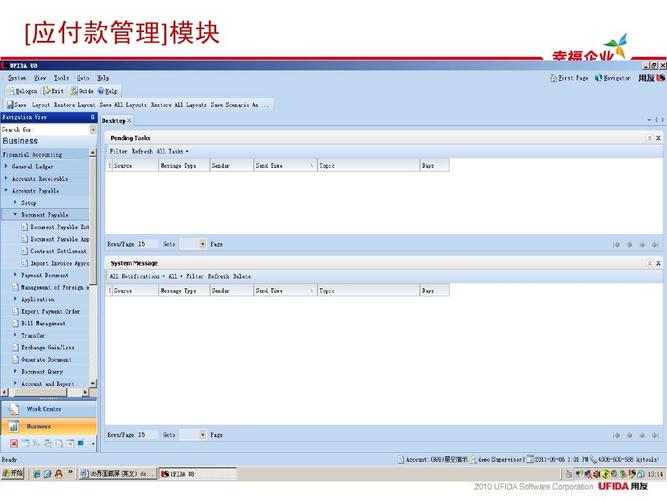 [应付款管理]模块
幸福企业
UFIDA U8
System View Tools Goto Help
First Page Navigator 用友
Relogon Exit Guide Help
Save Layout Restore Layout Save All Layouts Restore All Layouts Save Scenario As ...
Navigation View
Desktop
Search for:
Business
Pending Tasks
Filter Refresh All Tasks
! Source Message Type Sender Send Time Topic Days
Financial Accounting
General Ledger
Accounts Receivable
Accounts Payable
Setup
Document Payable
Document Payable Ent
Document Payable App
Contract Settlement
Import Invoice Appro
Payment Document
Management of Foreign e
Application
Export Payment Order
Bill Management
Transfer
Exchange Gain/Loss
Generate Document
Document Query
Account and Report
Rows/Page 15 Goto Page
System Message
All Notifications All Filter Refresh Delete
! Source Message Type Sender Send Time Topic Days
Rows/Page 15 Goto Page
Work Center
Business
Ready
Account:(999)星空演示 demo(Supervisor) 2011-06-06 1:01 PM 4006-600-588
开始
U8界面截屏(英文).do...
UFIDA U8
13:14
2010 UFIDA Software Corporation UFIDA 用友